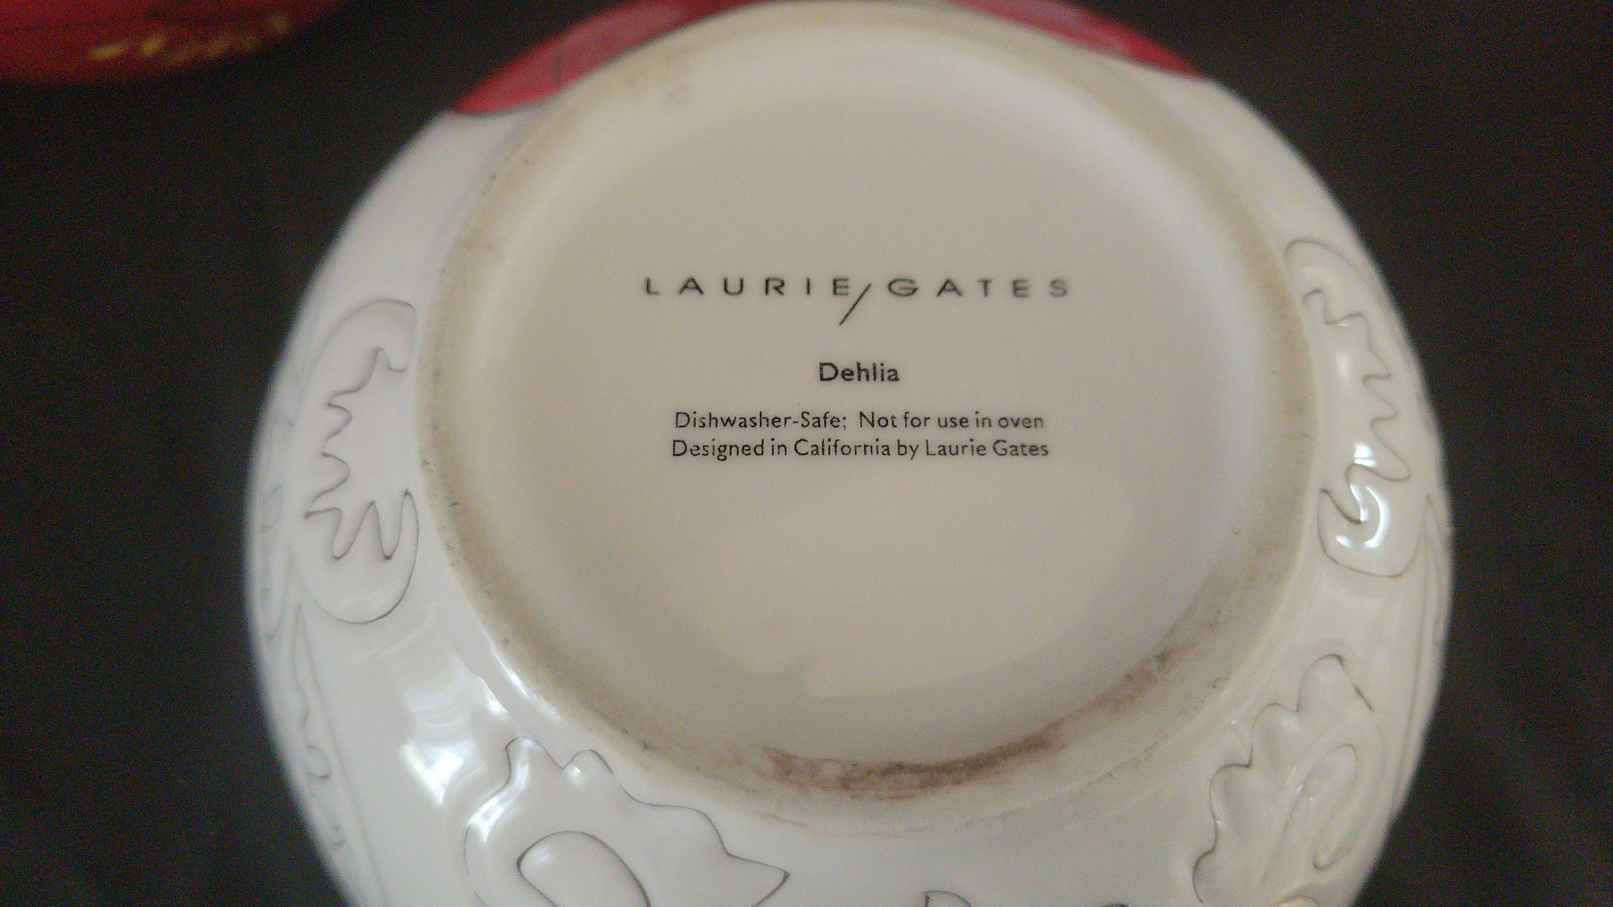 LAURIE/GATES
Dehlia
Dishwasher-Safe; Not for use in oven
Designed in California by Laurie Gates